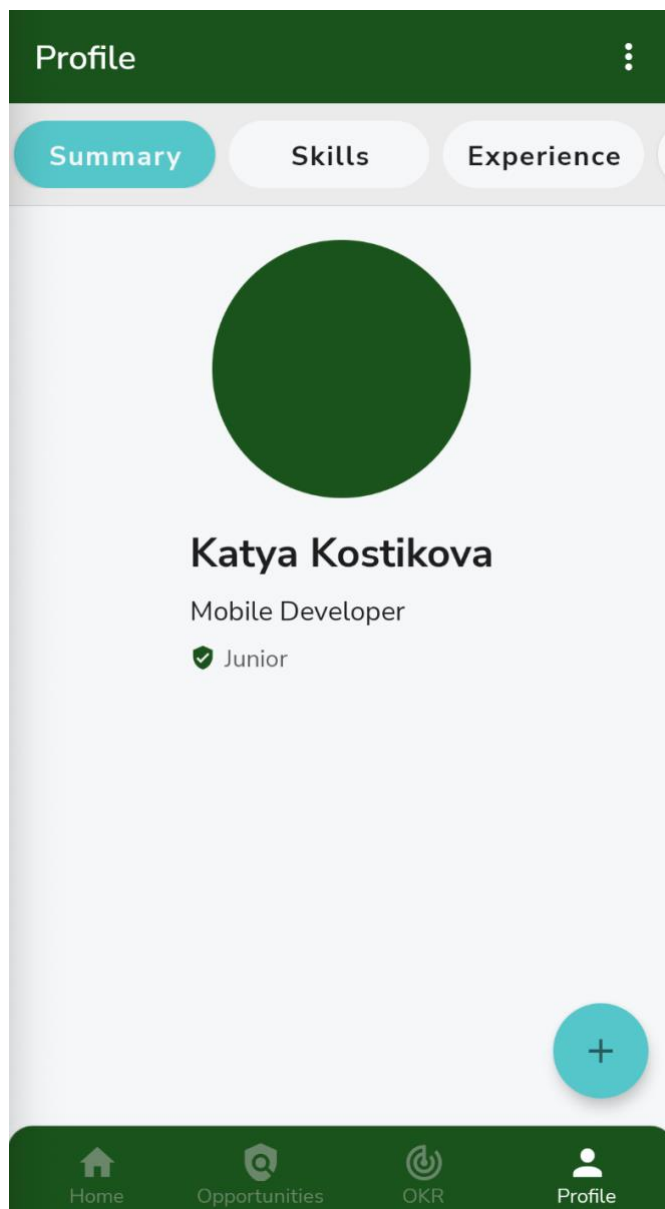 Profile
Summary Skills Experience
Katya Kostikova
Mobile Developer
Junior
Home Opportunities OKR Profile